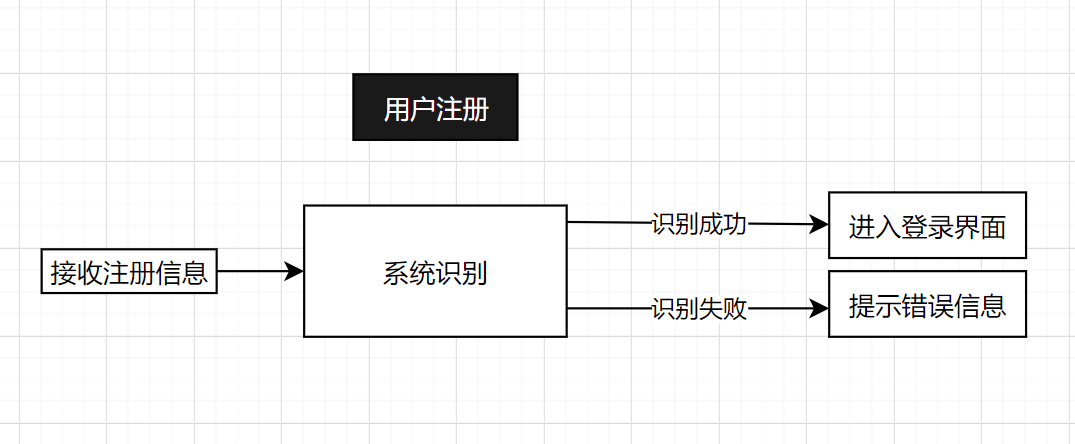 用户注册
接收注册信息
系统识别
识别成功
进入登录界面
识别失败
提示错误信息